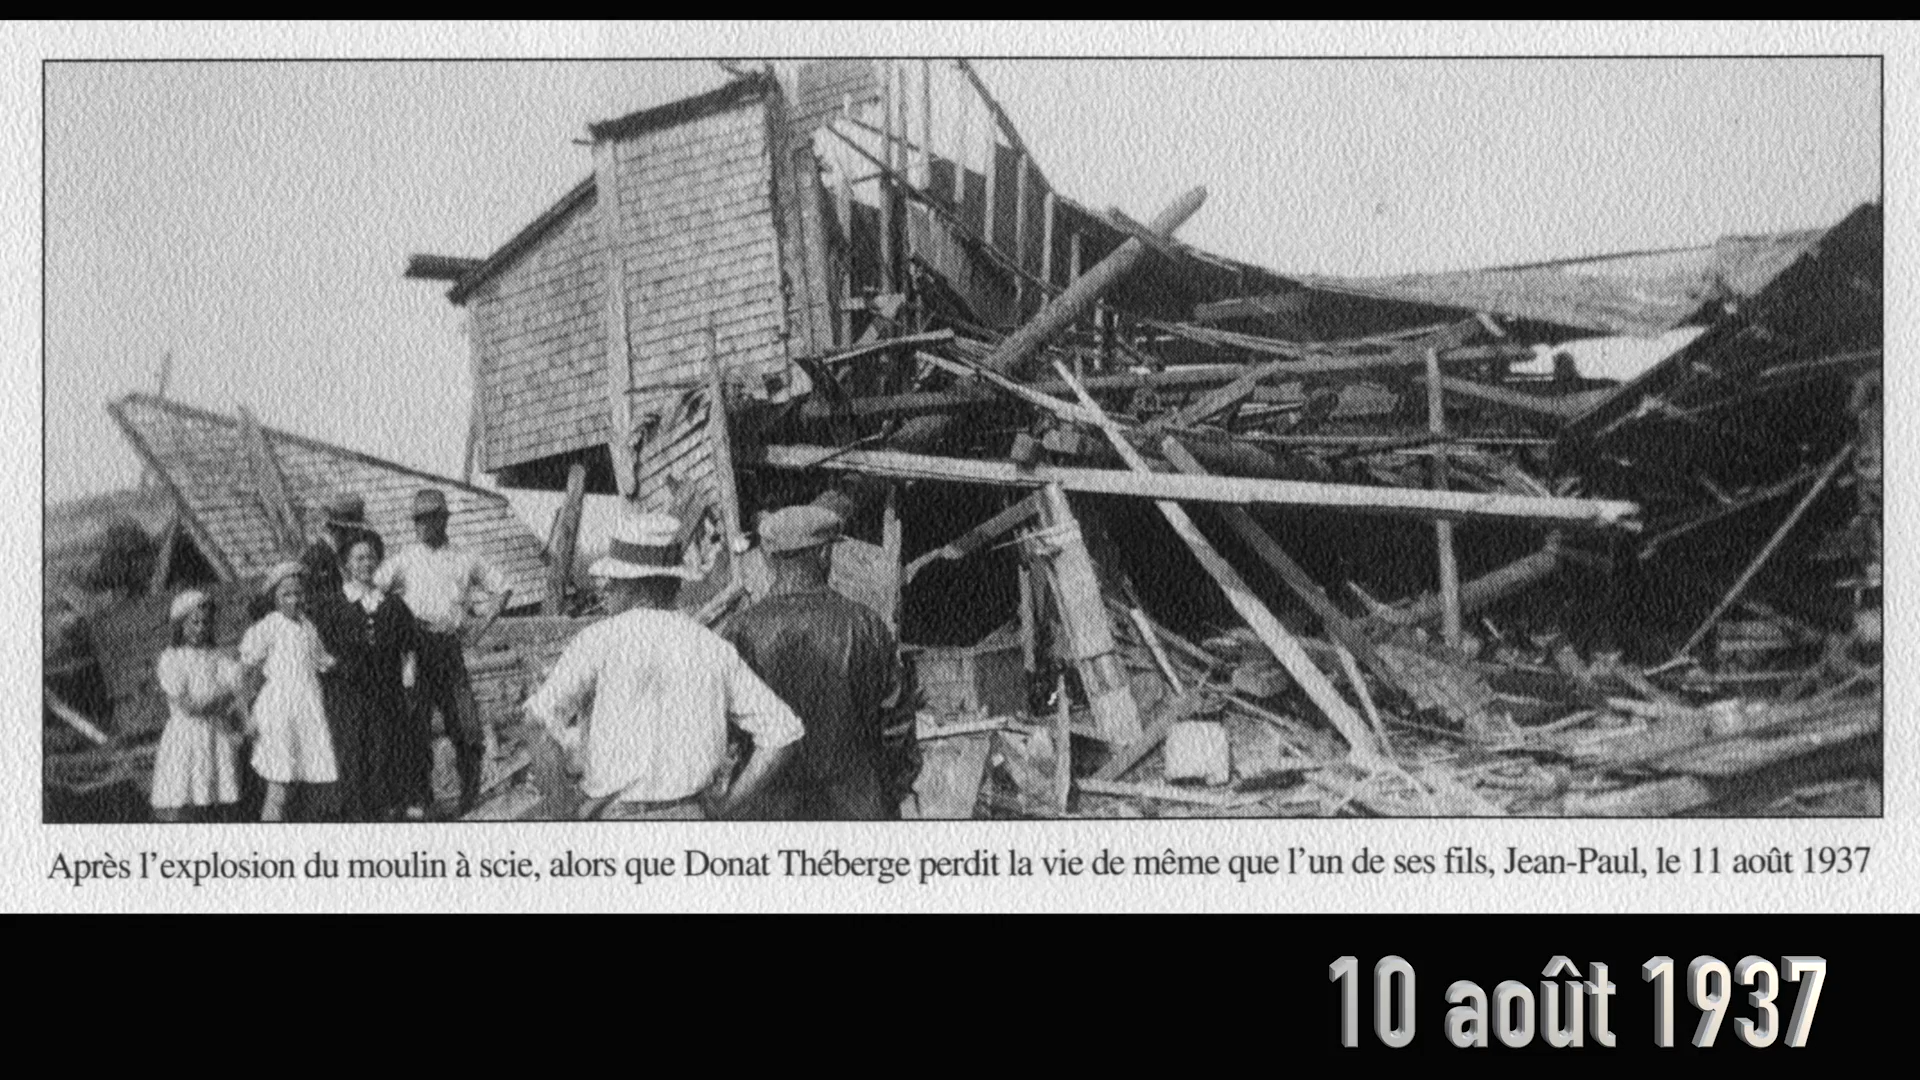 Après l’explosion du moulin à scie, alors que Donat Théberge perdit la vie de même que l’un de ses fils, Jean-Paul, le 11 août 1937
10 août 1937